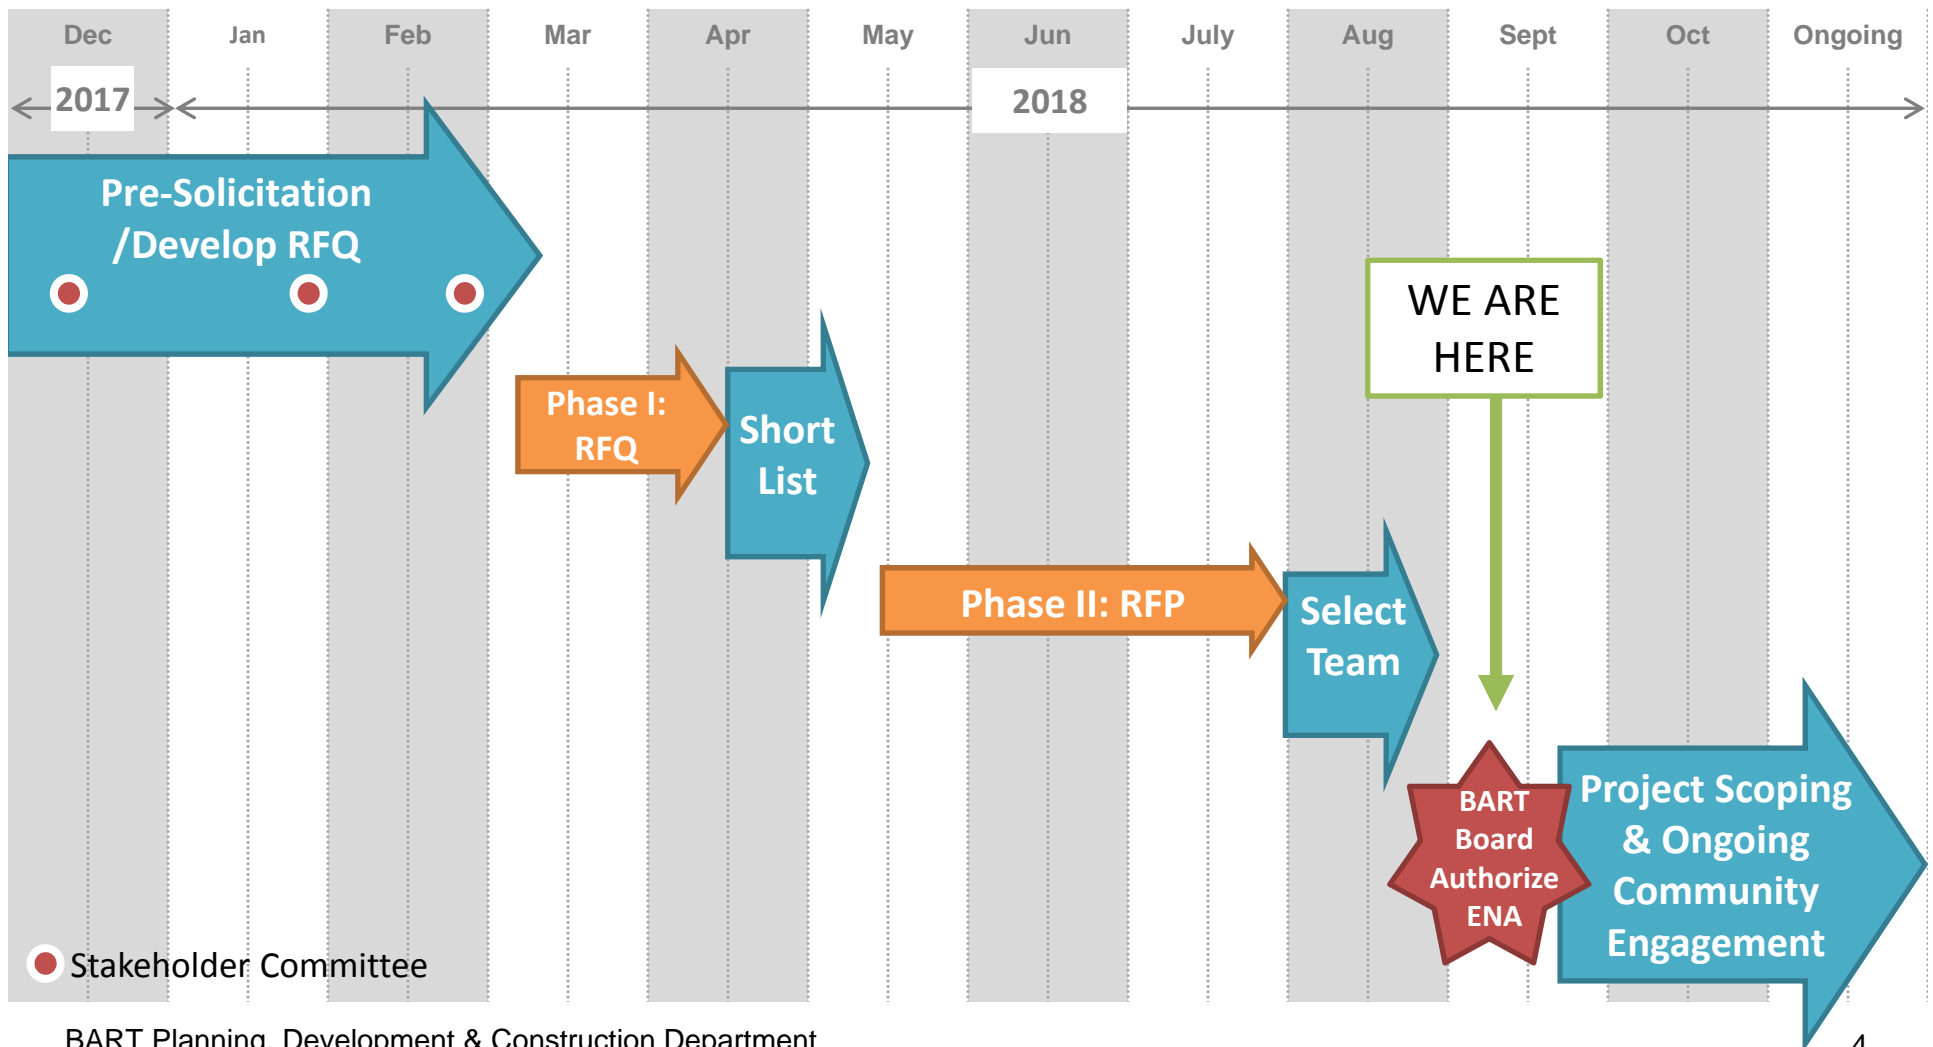 Dec Jan Feb Mar Apr May Jun July Aug Sept Oct Ongoing
2017 2018
Pre-Solicitation
/Develop RFQ
WE ARE
HERE
Phase I:
RFQ
Short
List
Phase II: RFP
Select
Team
BART
Board
Authorize
ENA
Project Scoping
& Ongoing
Community
Engagement
Stakeholder Committee
BART Planning, Development & Construction Department
4